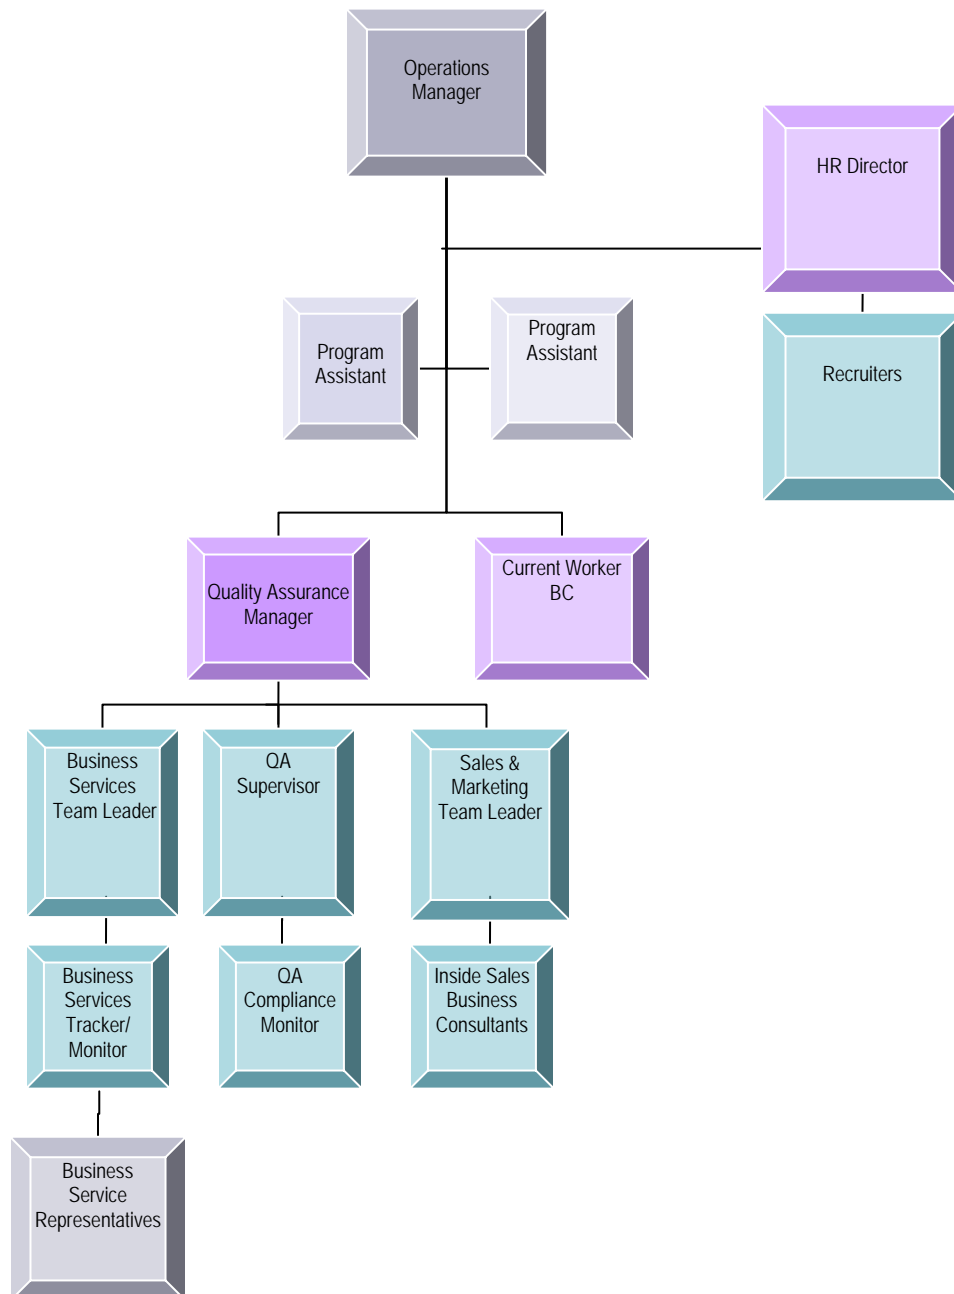 Operations
Manager
HR Director
Program
Assistant
Program
Assistant
Recruiters
Quality Assurance
Manager
Current Worker
BC
Business
Services
Team Leader
QA
Supervisor
Sales &
Marketing
Team Leader
Business
Services
Tracker/
Monitor
QA
Compliance
Monitor
Inside Sales
Business
Consultants
Business
Service
Representatives